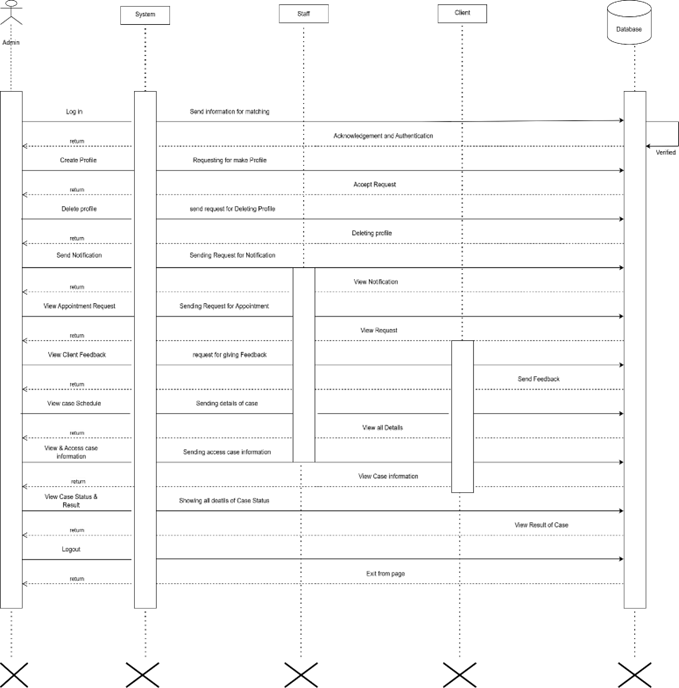 System
Staff
Client
Database
Admin
Log in
Send information for matching
return
Acknowledgement and Authentication
Verified
Create Profile
Requesting for make Profile
return
Accept Request
Delete profile
send request for Deleting Profile
return
Deleting profile
Send Notification
Sending Request for Notification
return
View Notification
View Appointment Request
Sending Request for Appointment
return
View Request
View Client Feedback
request for giving Feedback
return
Send Feedback
View case Schedule
Sending details of case
return
View all Details
View & Access case
information
Sending access case information
return
View Case information
View Case Status &
Result
Showing all deatlis of Case Status
return
View Result of Case
Logout
return
Exit from page